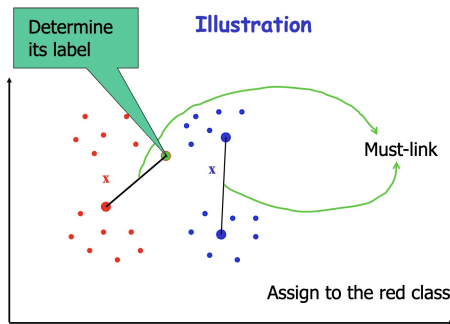 Illustration
Determine
its label
x
x
Must-link
Assign to the red class